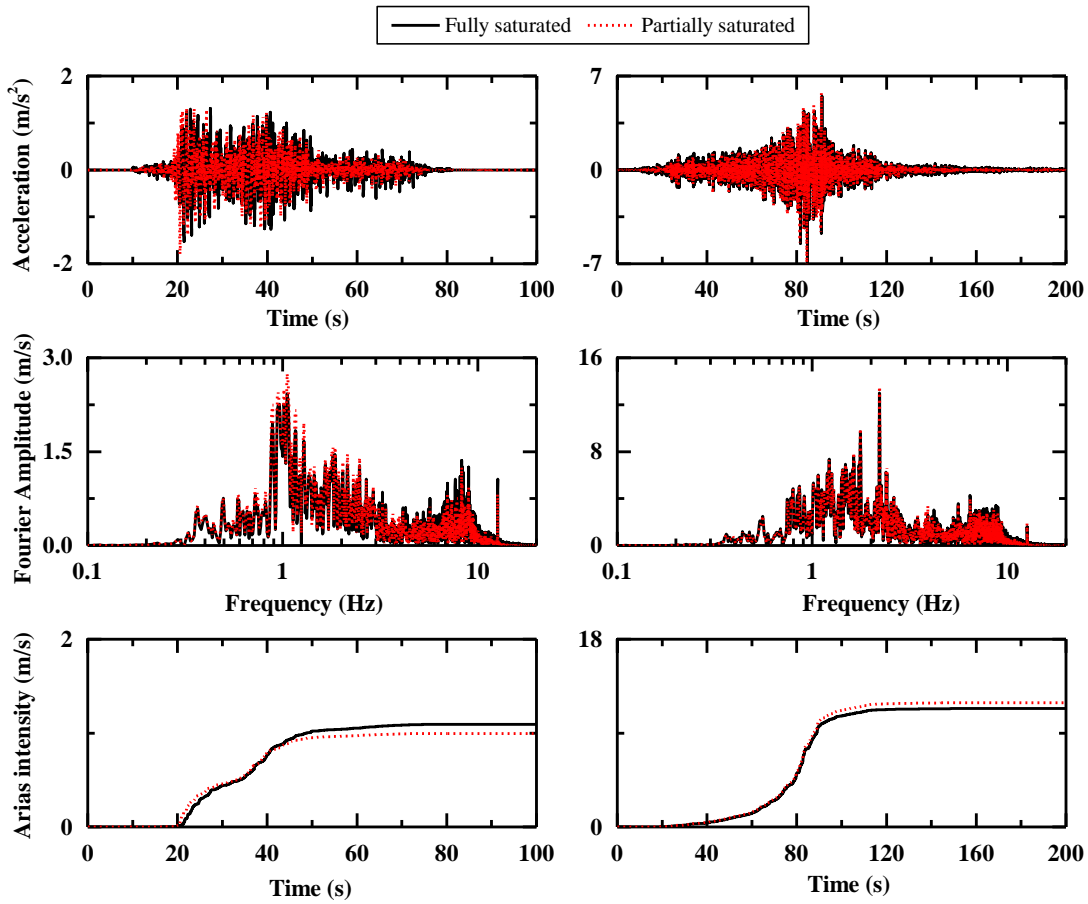 Fully saturated Partially saturated
Acceleration (m/s²)
2
0
-2
0 20 40 60 80 100
Time (s)
7
0
-7
0 40 80 120 160 200
Time (s)
Fourier Amplitude (m/s)
3.0
1.5
0.0
0.1 1 10
Frequency (Hz)
16
8
0
0.1 1 10
Frequency (Hz)
Arias intensity (m/s)
2
1
0
0 20 40 60 80 100
Time (s)
18
9
0
0 40 80 120 160 200
Time (s)